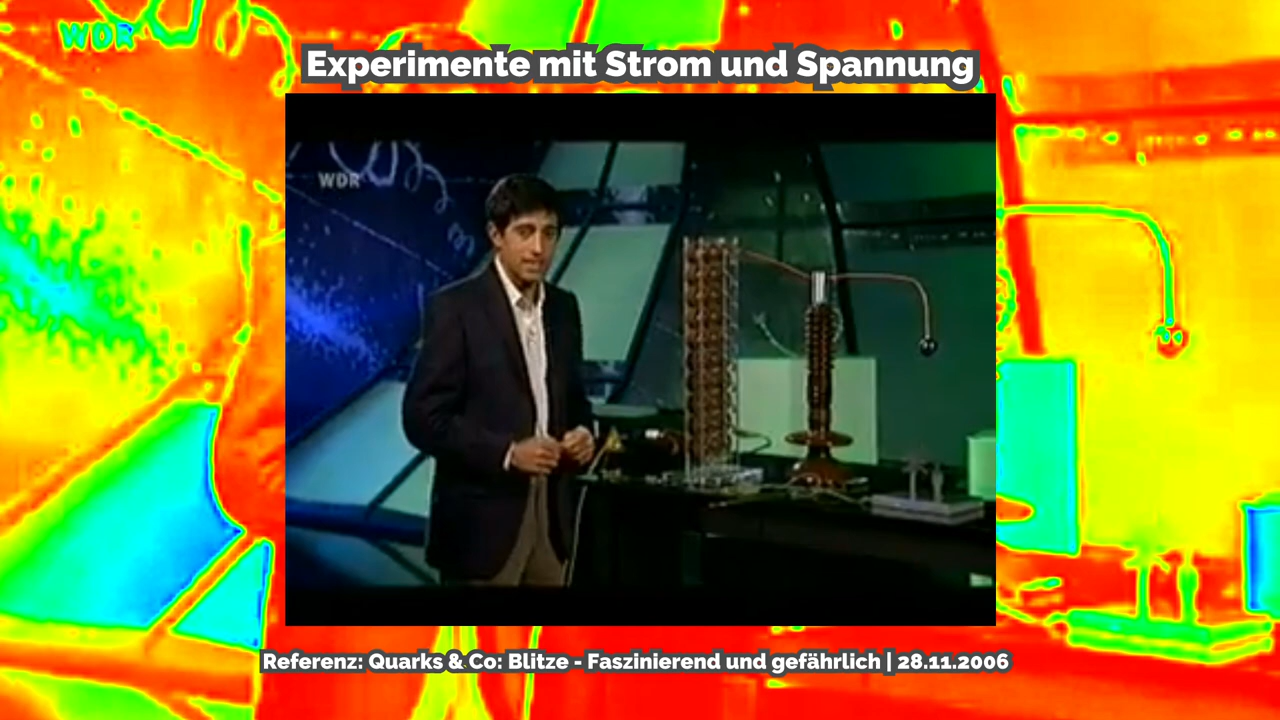 WDR
Experimente mit Strom und Spannung
WDR
Referenz: Quarks & Co: Blitze - Faszinierend und gefährlich | 28.11.2006